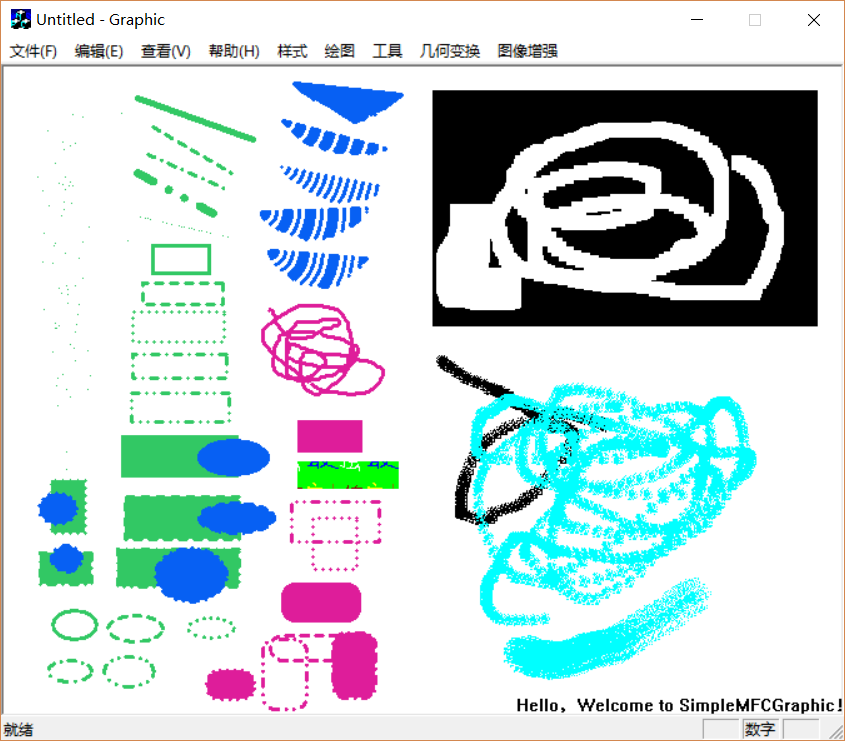 Untitled - Graphic
文件(F) 编辑(E) 查看(V) 帮助(H) 样式 绘图 工具 几何变换 图像增强
Hello, Welcome to SimpleMFCGraphic!
就绪 数字